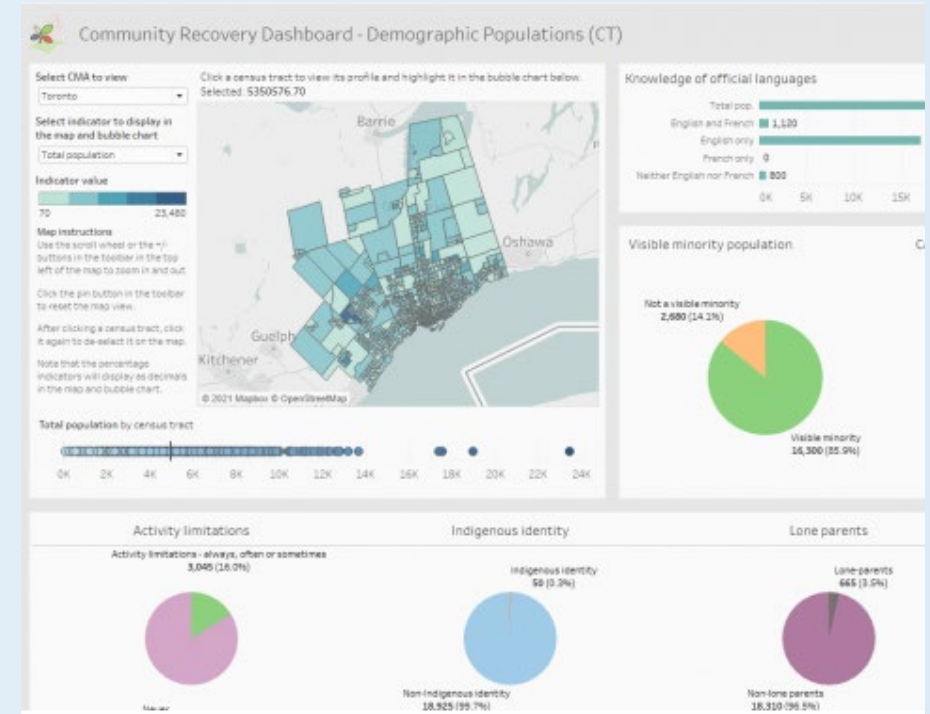 Community Recovery Dashboard - Demographic Populations (CT)
Select CMA to view
Toronto
Select indicator to display in
the map and bubble chart
Total population
Indicator value
70 23,480
Map instructions
Use the scroll wheel or the +/-
buttons in the toolbar in the top
left of the map to zoom in and out
Click the pin button in the toolbar
to reset the map view.
After clicking a census tract, click
it again to de-select it on the map.
Note that the percentage
indicators will display as decimals
in the map and bubble chart.
Click a census tract to view its profile and highlight it in the bubble chart below.
Selected: 5350576.70
Barrie
Oshawa
Guelph
Kitchener
© 2021 Mapbox © OpenStreetMap
Total population by census tract
0K 2K 4K 6K 8K 10K 12K 14K 16K 18K 20K 22K 24K
Knowledge of official languages
Total pop.
English and French 1,120
English only
French only 0
Neither English nor French 800
0K 5K 10K 15K
Visible minority population
Not a visible minority
2,680 (14.1%)
Visible minority
16,300 (85.9%)
Activity limitations
Activity limitations - always, often or sometimes
3,045 (16.0%)
Indigenous identity
Indigenous identity
50 (0.3%)
Non-Indigenous identity
18,925 (99.7%)
Lone parents
Lone-parents
665 (3.5%)
Non-lone parents
18,310 (96.5%)